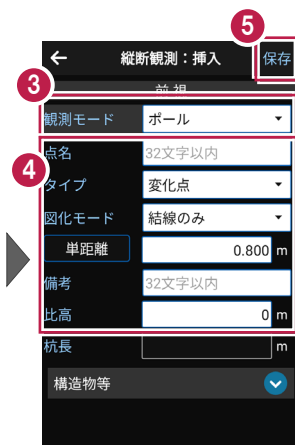 5
← 縦断観測：挿入 保存
前視
3
観測モード ポール
4
点名 32文字以内
タイプ 変化点
図化モード 結線のみ
単距離 0.800 m
備考 32文字以内
比高 0 m
杭長 m
構造物等